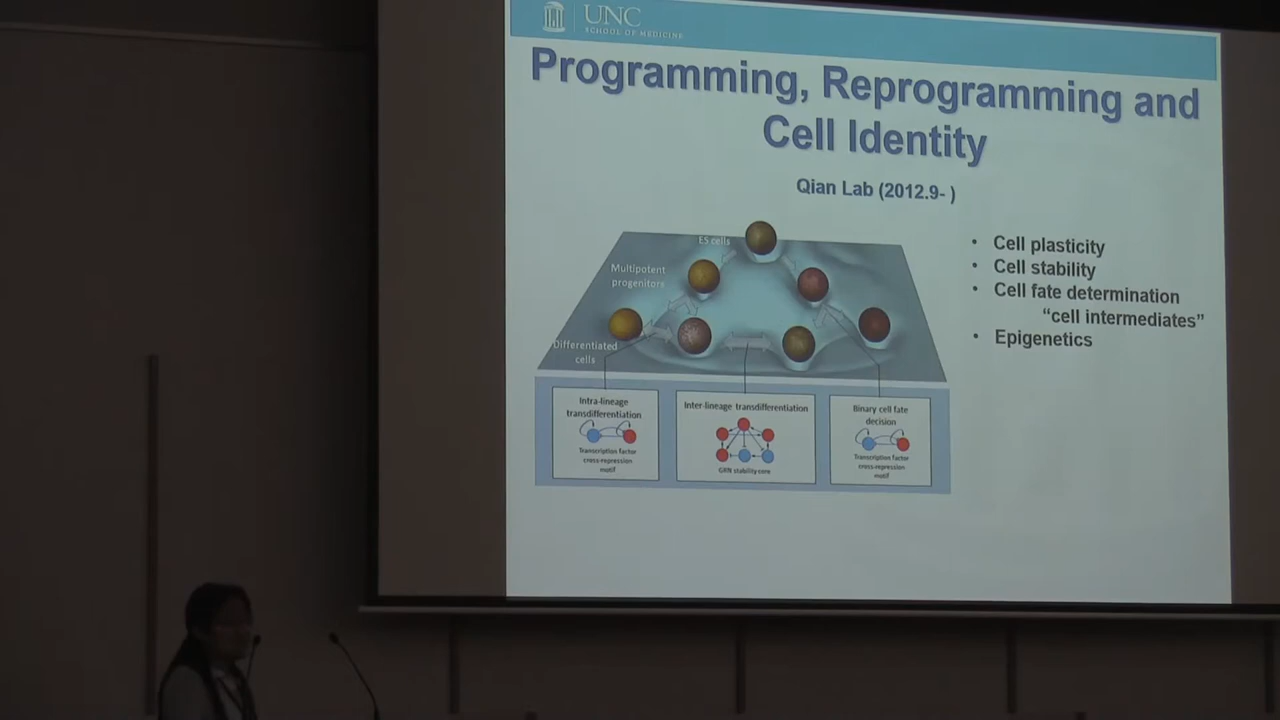 UNC
SCHOOL OF MEDICINE
Programming, Reprogramming and
Cell Identity
Qian Lab (2012.9- )
ES cells
Multipotent
progenitors
Differentiated
cells
Intra-lineage
transdifferentiation
Transcription factor
cross-repression
motif
Inter-lineage transdifferentiation
GRN stability core
Binary cell fate
decision
Transcription factor
cross-repression
motif
• Cell plasticity
• Cell stability
• Cell fate determination
“cell intermediates”
• Epigenetics